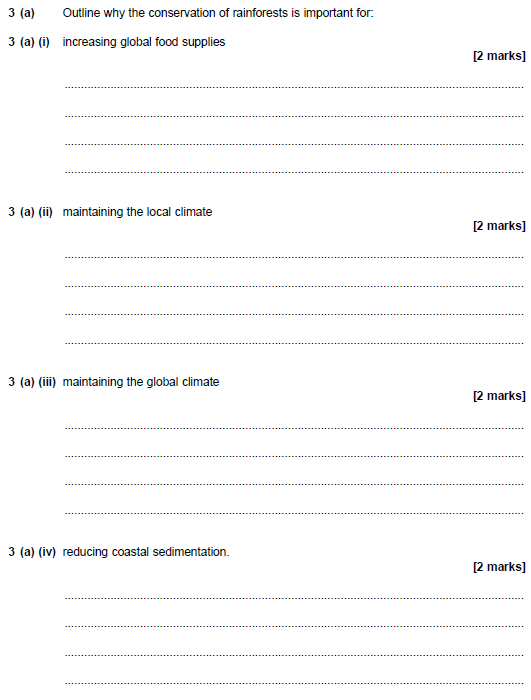 3 (a) Outline why the conservation of rainforests is important for:
3 (a) (i) increasing global food supplies
[2 marks]
3 (a) (ii) maintaining the local climate
[2 marks]
3 (a) (iii) maintaining the global climate
[2 marks]
3 (a) (iv) reducing coastal sedimentation.
[2 marks]